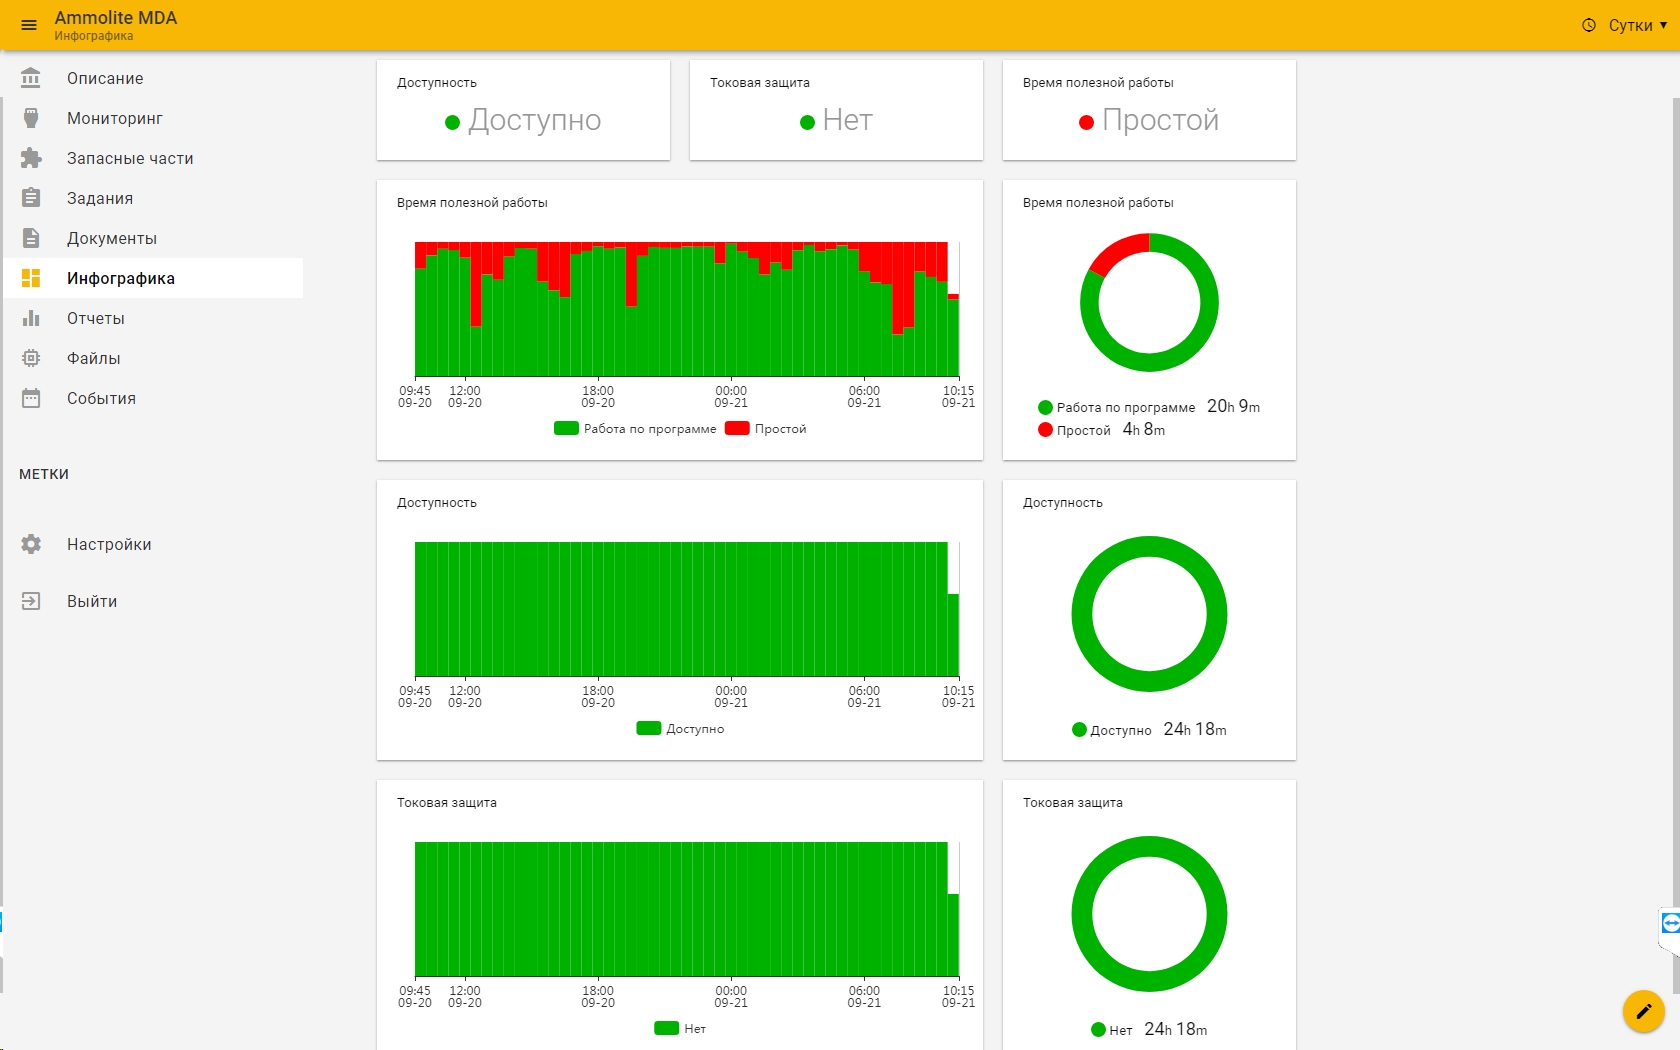 Ammolite MDA
Инфографика
Сутки
Описание
Мониторинг
Запасные части
Задания
Документы
Инфографика
Отчеты
Файлы
События
МЕТКИ
Настройки
Выйти
Доступность
Доступно
Токовая защита
Нет
Время полезной работы
Простой
Время полезной работы
09:45 12:00 18:00 00:00 06:00 10:15
09-20 09-20 09-20 09-21 09-21 09-21
Работа по программе Простой
Время полезной работы
Работа по программе 20h 9m
Простой 4h 8m
Доступность
09:45 12:00 18:00 00:00 06:00 10:15
09-20 09-20 09-20 09-21 09-21 09-21
Доступно
Доступность
Доступно 24h 18m
Токовая защита
09:45 12:00 18:00 00:00 06:00 10:15
09-20 09-20 09-20 09-21 09-21 09-21
Нет
Токовая защита
Нет 24h 18m